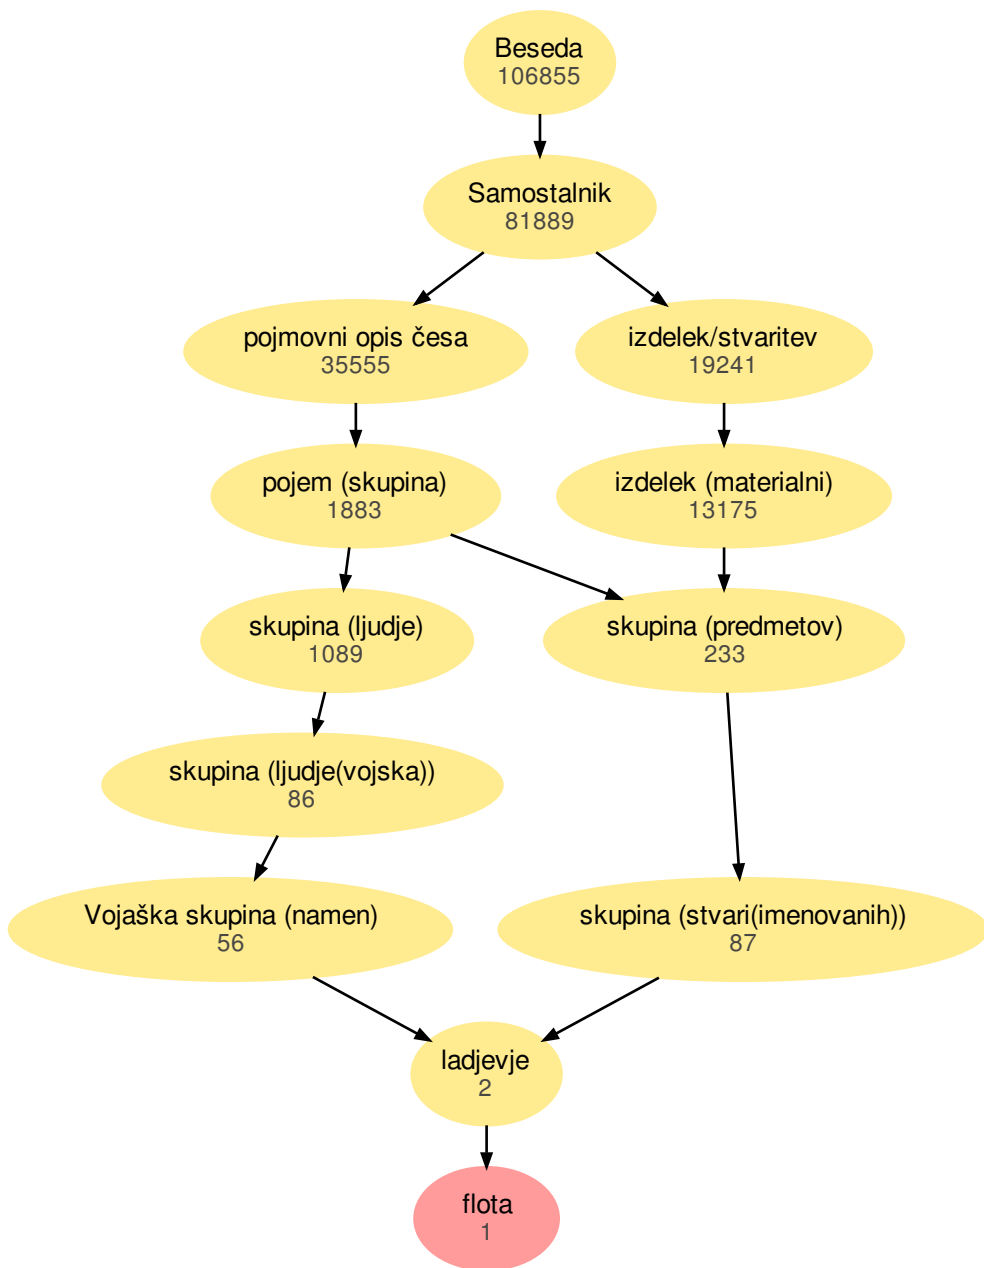 Beseda
106855
Samostalnik
81889
pojmovni opis česa
35555
izdelek/stvaritev
19241
pojem (skupina)
1883
izdelek (materialni)
13175
skupina (ljudje)
1089
skupina (predmetov)
233
skupina (ljudje(vojska))
86
Vojaška skupina (namen)
56
skupina (stvari(imenovanih))
87
ladjevje
2
flota
1